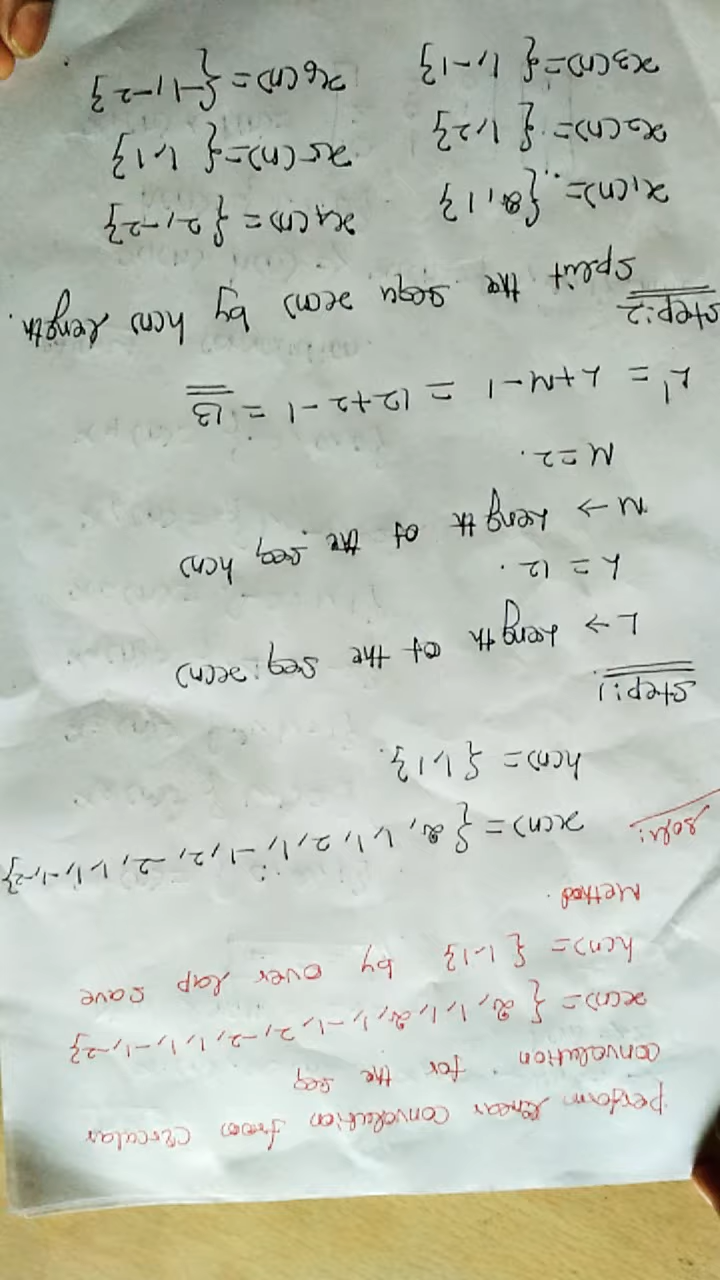 Perform linear convolution from circular
convolution for the seq
x(n) = { 2, 1, 1, 2, 1, -1, 2, -2, 1, 1, -1, -2}
h(n) = { 1, 1} by over lap save
Method.
Soln:
x(n) = { 2, 1, 1, 2, 1, -1, 2, -2, 1, 1, -1, -2}
h(n) = { 1, 1}.
Step:1
L → Length of the seq x(n)
L = 12.
M → Length of the seq. h(n)
M = 2.
L' = L+M-1 = 12+2-1 = 13
Step:2
Split the sequ x(n) by h(n) length.
x1(n) = {2, 1} x4(n) = {2, -2}
x2(n) = {1, 2} x5(n) = {1, 1}
x3(n) = {1, -1} x6(n) = {-1, -2}